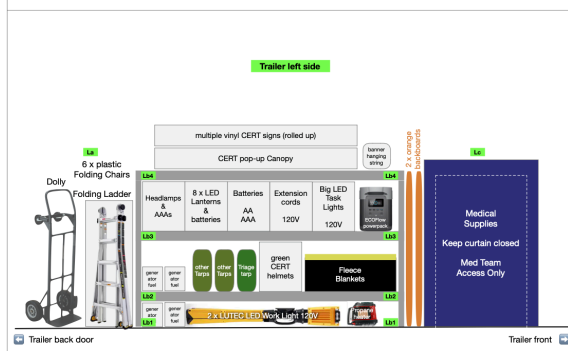 Trailer left side
multiple vinyl CERT signs (rolled up)
CERT pop-up Canopy
banner
hanging
string
2 x orange
backboards
La
6 x plastic
Folding Chairs
Dolly
Folding Ladder
Lb4
Lb4
Lc
Headlamps
&
AAAs
8 x LED
Lanterns
&
batteries
Batteries
AA
AAA
Extension
cords
120V
Big LED
Task
Lights
120V
ECOFlow
powerpack
Medical
Supplies
Keep curtain closed
Med Team
Access Only
Lb3
Lb3
gener
ator
fuel
gener
ator
fuel
other
Tarps
other
Tarps
Triage
tarp
green
CERT
helmets
Fleece
Blankets
Lb2
Lb2
gener
ator
fuel
gener
ator
fuel
2 x LUTEC LED Work Light 120V
Propane
heater
Lb1
Lb1
Trailer back door
Trailer front